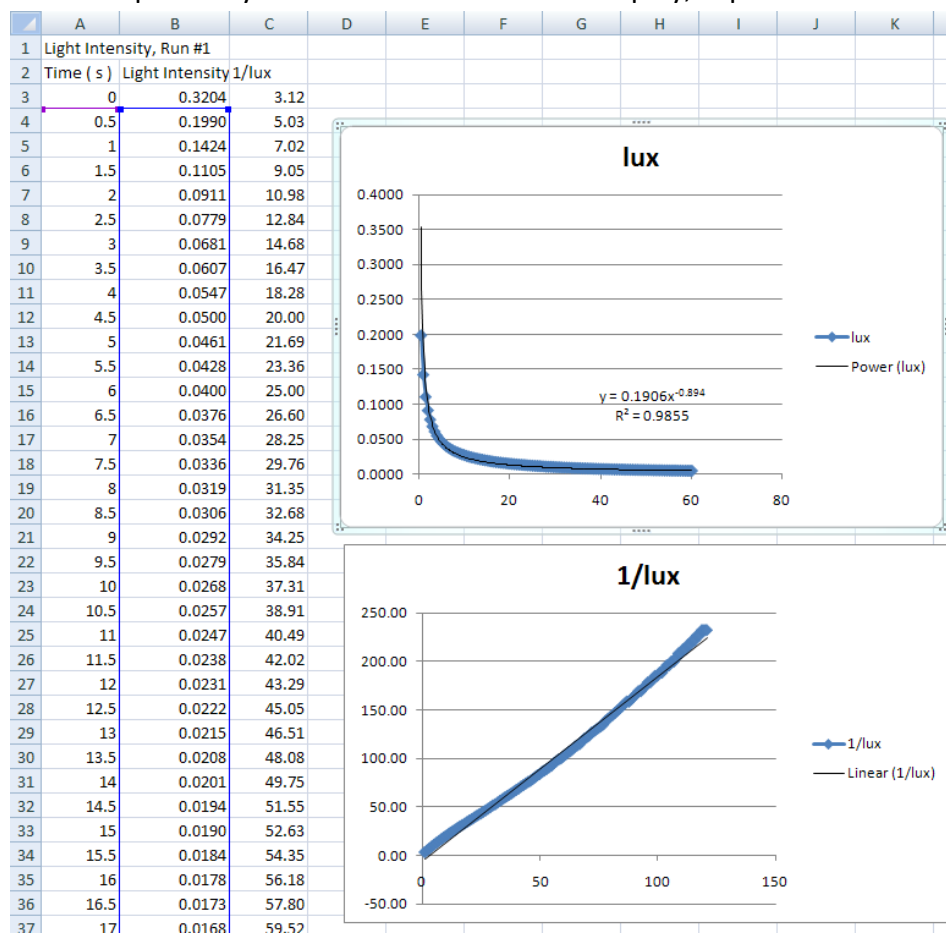 A B C D E F G H I J K
1 Light Intensity, Run #1
2 Time ( s ) Light Intensity 1/lux
3 0 0.3204 3.12
4 0.5 0.1990 5.03
5 1 0.1424 7.02
6 1.5 0.1105 9.05
7 2 0.0911 10.98
8 2.5 0.0779 12.84
9 3 0.0681 14.68
10 3.5 0.0607 16.47
11 4 0.0547 18.28
12 4.5 0.0500 20.00
13 5 0.0461 21.69
14 5.5 0.0428 23.36
15 6 0.0400 25.00
16 6.5 0.0376 26.60
17 7 0.0354 28.25
18 7.5 0.0336 29.76
19 8 0.0319 31.35
20 8.5 0.0306 32.68
21 9 0.0292 34.25
22 9.5 0.0279 35.84
23 10 0.0268 37.31
24 10.5 0.0257 38.91
25 11 0.0247 40.49
26 11.5 0.0238 42.02
27 12 0.0231 43.29
28 12.5 0.0222 45.05
29 13 0.0215 46.51
30 13.5 0.0208 48.08
31 14 0.0201 49.75
32 14.5 0.0194 51.55
33 15 0.0190 52.63
34 15.5 0.0184 54.35
35 16 0.0178 56.18
36 16.5 0.0173 57.80
37 17 0.0168 59.52
lux
0.4000
0.3500
0.3000
0.2500
0.2000
0.1500
0.1000
0.0500
0.0000
0 20 40 60 80
y = 0.1906x^-0.894
R² = 0.9855
lux
Power (lux)
1/lux
250.00
200.00
150.00
100.00
50.00
0.00
-50.00
0 50 100 150
1/lux
Linear (1/lux)